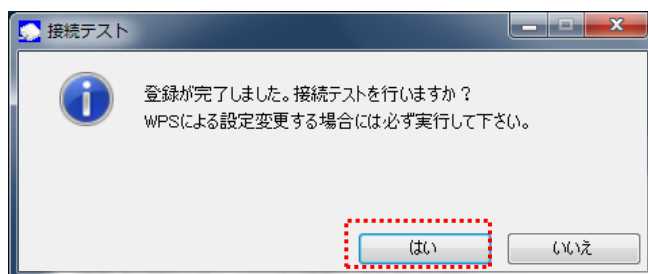 接続テスト
登録が完了しました。接続テストを行いますか？
WPSによる設定変更する場合には必ず実行して下さい。
はい
いいえ